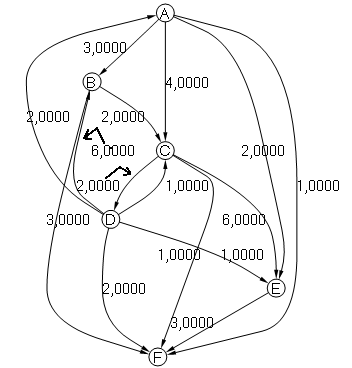 A
3,0000
B
4,0000
2,0000 2,0000
6,0000 C 2,0000
2,0000 1,0000 1,0000
3,0000 D 6,0000
1,0000 1,0000
2,0000 E
3,0000
F